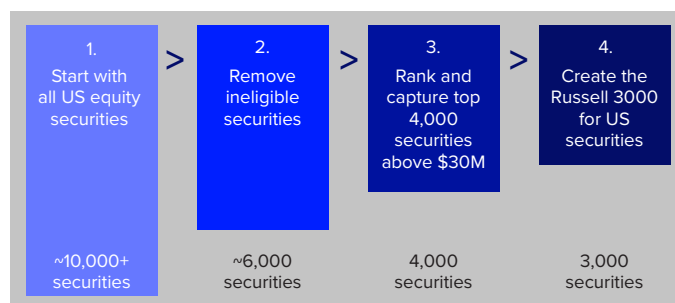 1.
Start with
all US equity
securities
>
2.
Remove
ineligible
securities
>
3.
Rank and
capture top
4,000
securities
above $30M
>
4.
Create the
Russell 3000
for US
securities
~10,000+
securities
~6,000
securities
4,000
securities
3,000
securities